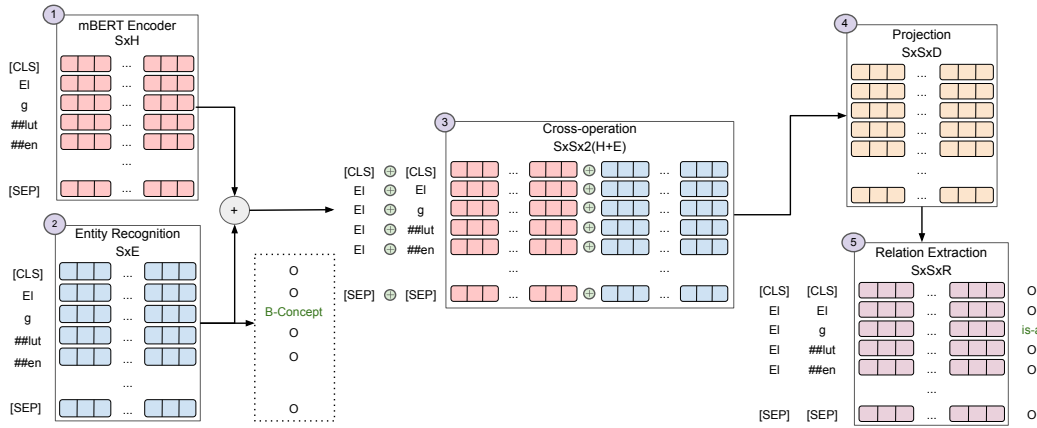 1
mBERT Encoder
SxH
[CLS] ...
El ...
g ...
##lut ...
##en ...
...
[SEP] ...
2
Entity Recognition
SxE
[CLS] ...
El ...
g ...
##lut ...
##en ...
...
[SEP] ...
+
O
O
B-Concept
O
O
O
3
Cross-operation
SxSx2(H+E)
[CLS] ⊕ [CLS] ... ⊕ ...
El ⊕ El ... ⊕ ...
El ⊕ g ... ⊕ ...
El ⊕ ##lut ... ⊕ ...
El ⊕ ##en ... ⊕ ...
... ...
[SEP] ⊕ [SEP] ... ⊕ ...
4
Projection
SxSxD
...
...
...
...
...
...
...
5
Relation Extraction
SxSxR
[CLS] [CLS] ... O
El El ... O
El g ... is-a
El ##lut ... O
El ##en ... O
...
[SEP] [SEP] ... O